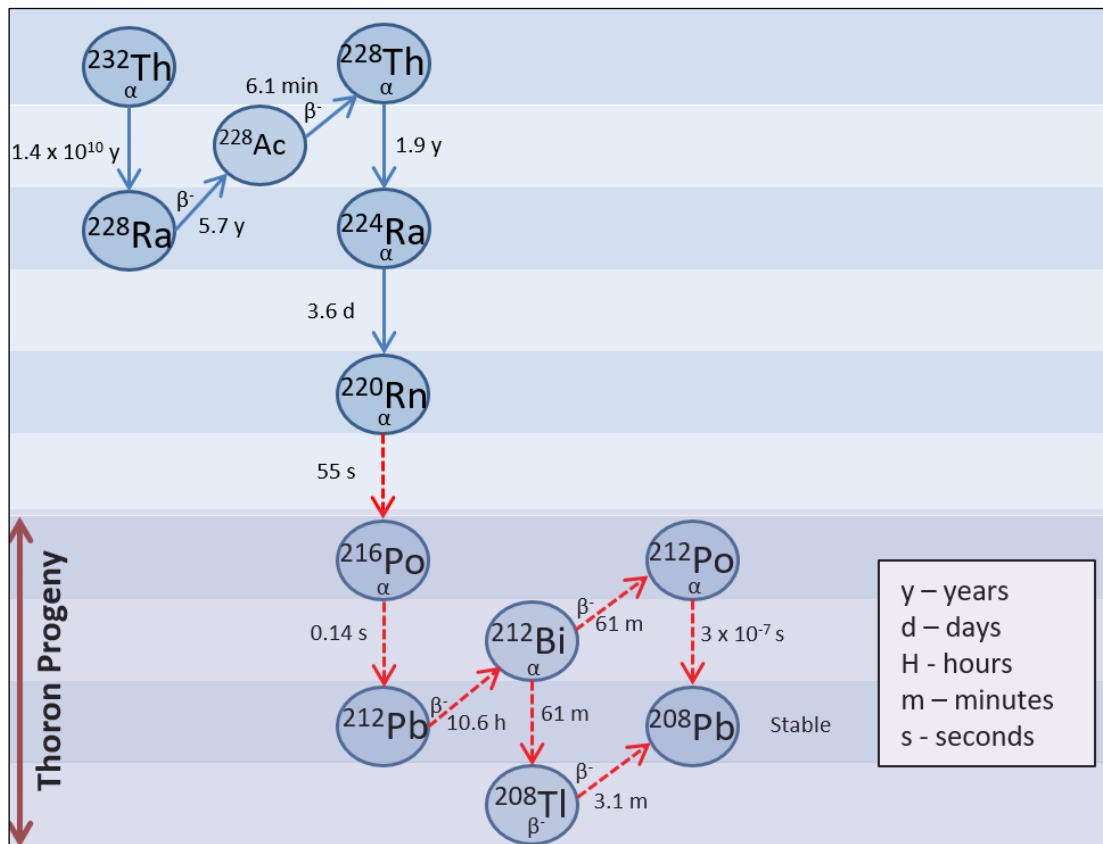 ²³²Th
α
1.4 x 10¹⁰ y
²²⁸Ra
β⁻
5.7 y
²²⁸Ac
6.1 min
β⁻
²²⁸Th
α
1.9 y
²²⁴Ra
α
3.6 d
²²⁰Rn
α
55 s
Thoron Progeny
²¹⁶Po
α
0.14 s
²¹²Pb
β⁻
10.6 h
²¹²Bi
α
β⁻
61 m
61 m
²¹²Po
α
3 x 10⁻⁷ s
²⁰⁸Pb
Stable
²⁰⁸Tl
β⁻
β⁻
3.1 m
y – years
d – days
H - hours
m – minutes
s - seconds